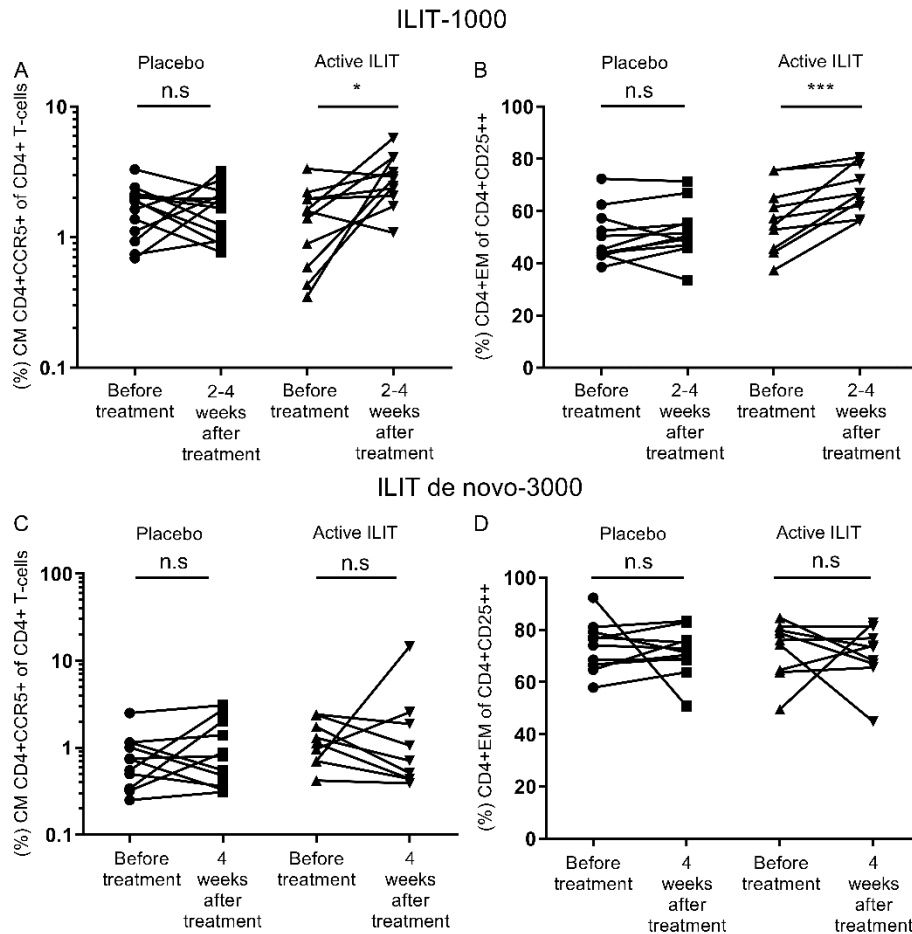 ILIT-1000
A
Placebo
Active ILIT
n.s
*
(%) CM CD4+CCR5+ of CD4+ T-cells
10
1
0.1
Before
treatment
2-4
weeks
after
treatment
Before
treatment
2-4
weeks
after
treatment
B
Placebo
Active ILIT
n.s
***
(%) CD4+EM of CD4+CD25++
100
80
60
40
20
0
Before
treatment
2-4
weeks
after
treatment
Before
treatment
2-4
weeks
after
treatment
ILIT de novo-3000
C
Placebo
Active ILIT
n.s
n.s
(%) CM CD4+CCR5+ of CD4+ T-cells
100
10
1
0.1
Before
treatment
4
weeks
after
treatment
Before
treatment
4
weeks
after
treatment
D
Placebo
Active ILIT
n.s
n.s
(%) CD4+EM of CD4+CD25++
100
80
60
40
20
0
Before
treatment
4
weeks
after
treatment
Before
treatment
4
weeks
after
treatment